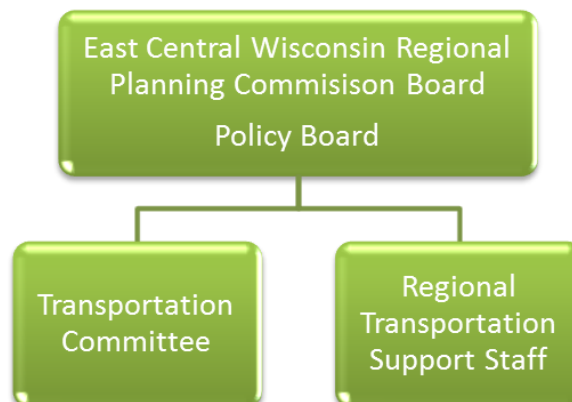 East Central Wisconsin Regional
Planning Commisison Board
Policy Board
Transportation
Committee
Regional
Transportation
Support Staff